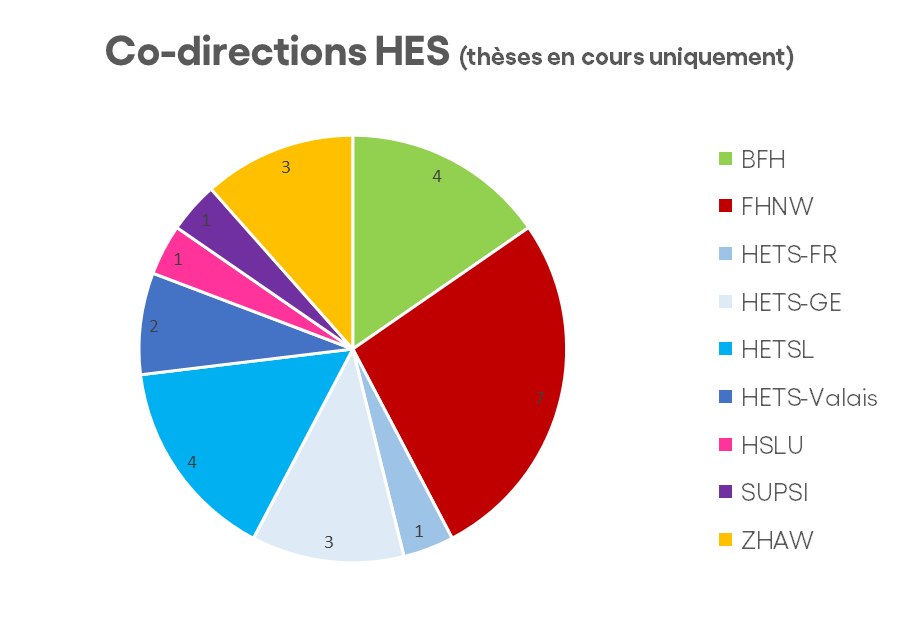 Co-directions HES (thèses en cours uniquement)
3
4
1
1
2
7
4
3
1
BFH
FHNW
HETS-FR
HETS-GE
HETSL
HETS-Valais
HSLU
SUPSI
ZHAW